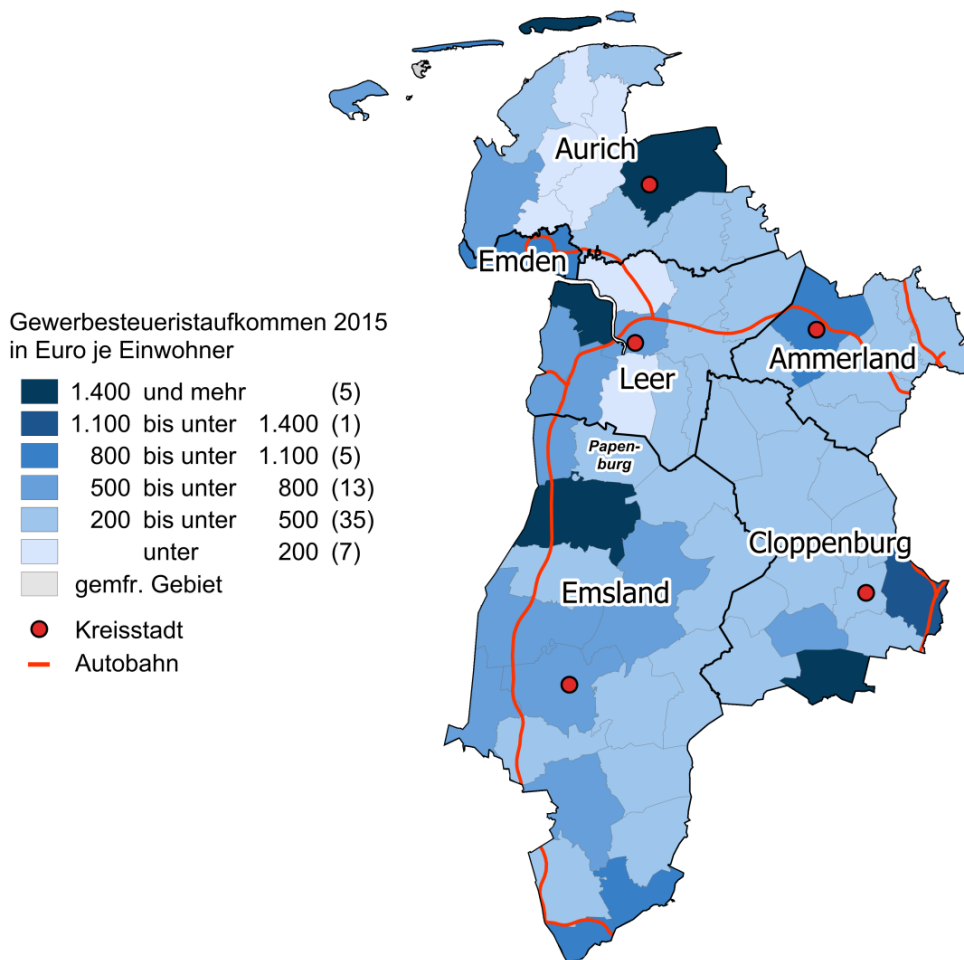 Aurich
Emden
Gewerbesteueristaufkommen 2015
in Euro je Einwohner
Ammerland
Leer
1.400 und mehr (5)
1.100 bis unter 1.400 (1)
Papen-
burg
800 bis unter 1.100 (5)
500 bis unter 800 (13)
200 bis unter 500 (35)
Cloppenburg
unter 200 (7)
gemfr. Gebiet
Emsland
Kreisstadt
Autobahn